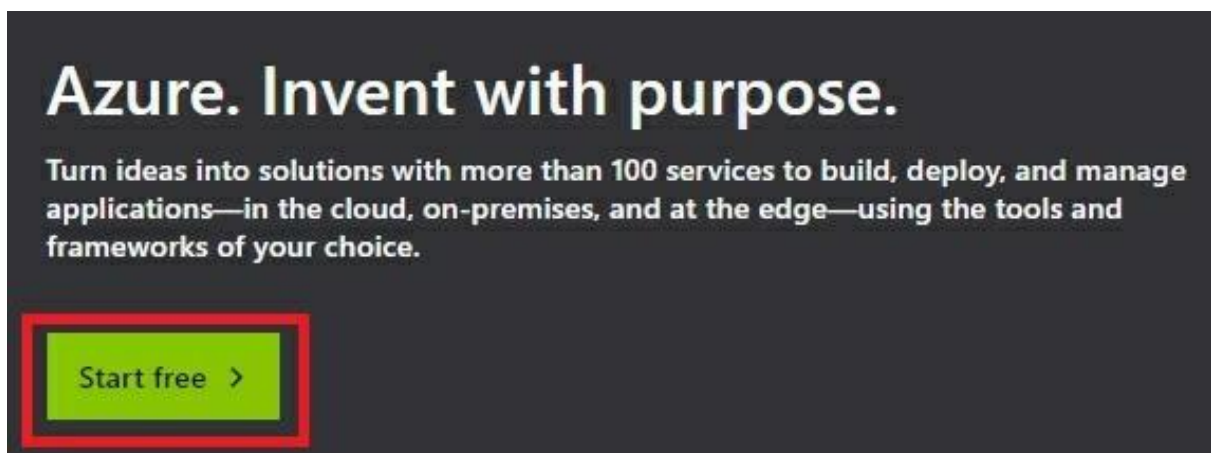 Azure. Invent with purpose.
Turn ideas into solutions with more than 100 services to build, deploy, and manage
applications—in the cloud, on-premises, and at the edge—using the tools and
frameworks of your choice.
Start free >